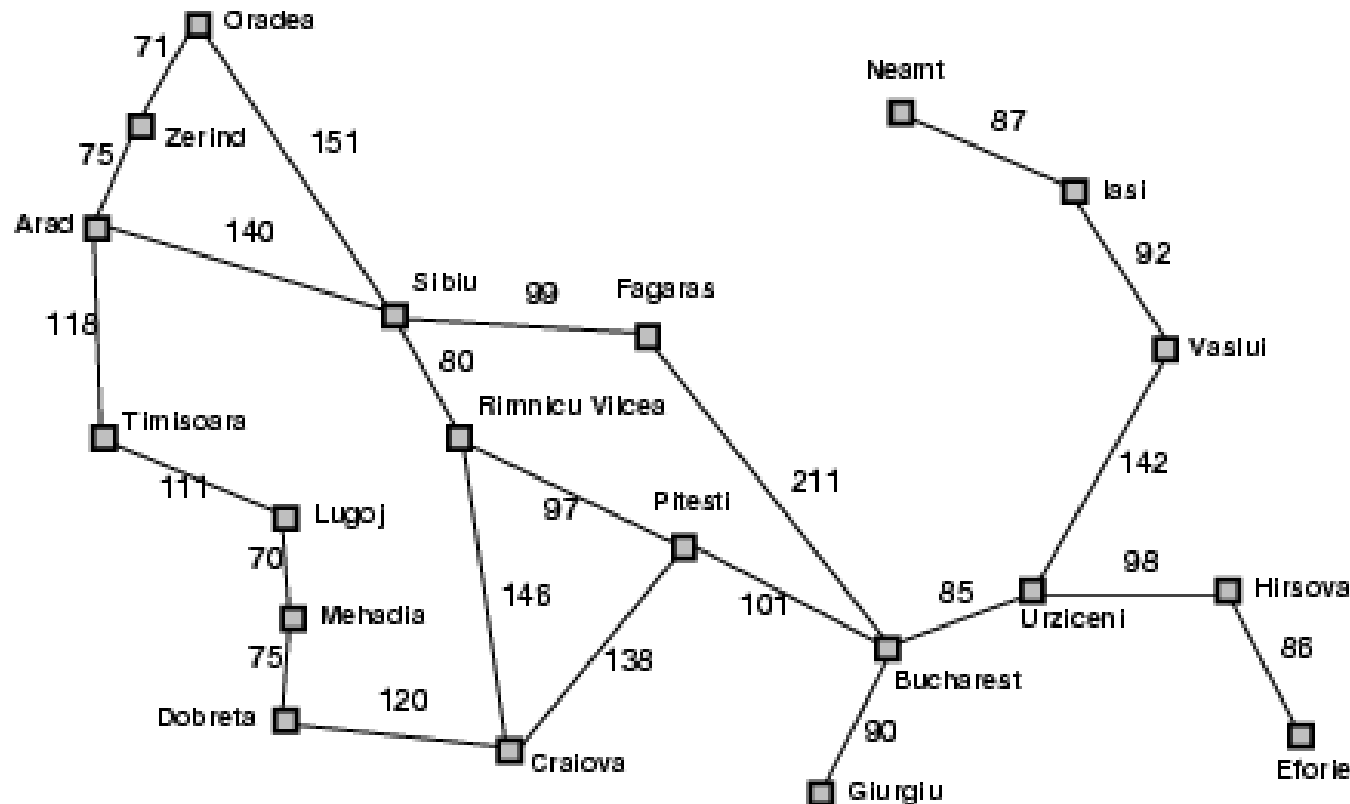 Oradea
71
Neamt
87
Zerind
75
151
Iasi
Arad
140
92
Sibiu
99
Fagaras
118
80
Vaslui
Timisoara
Rimnicu Vilcea
142
111
Lugoj
97
Pitesti
211
70
98
Hirsova
146
101
85
Mehadia
Urziceni
75
138
86
120
Bucharest
Dobreta
90
Craiova
Eforie
Giurgiu